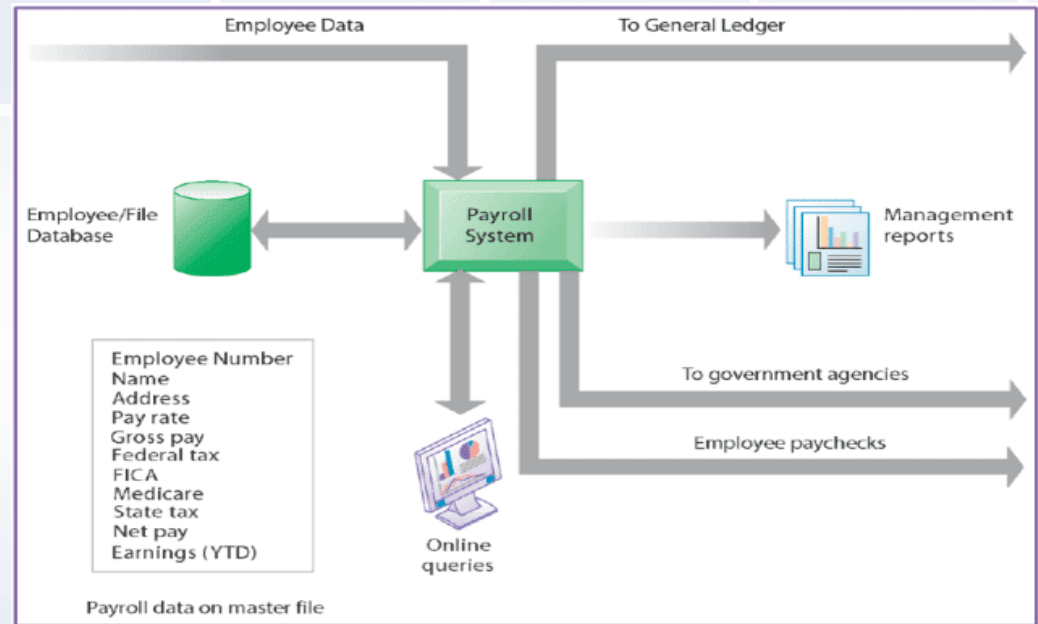 Employee Data
To General Ledger
Employee/File
Database
Payroll
System
Management
reports
Employee Number
Name
Address
Pay rate
Gross pay
Federal tax
FICA
Medicare
State tax
Net pay
Earnings (YTD)
To government agencies
Employee paychecks
Online
queries
Payroll data on master file